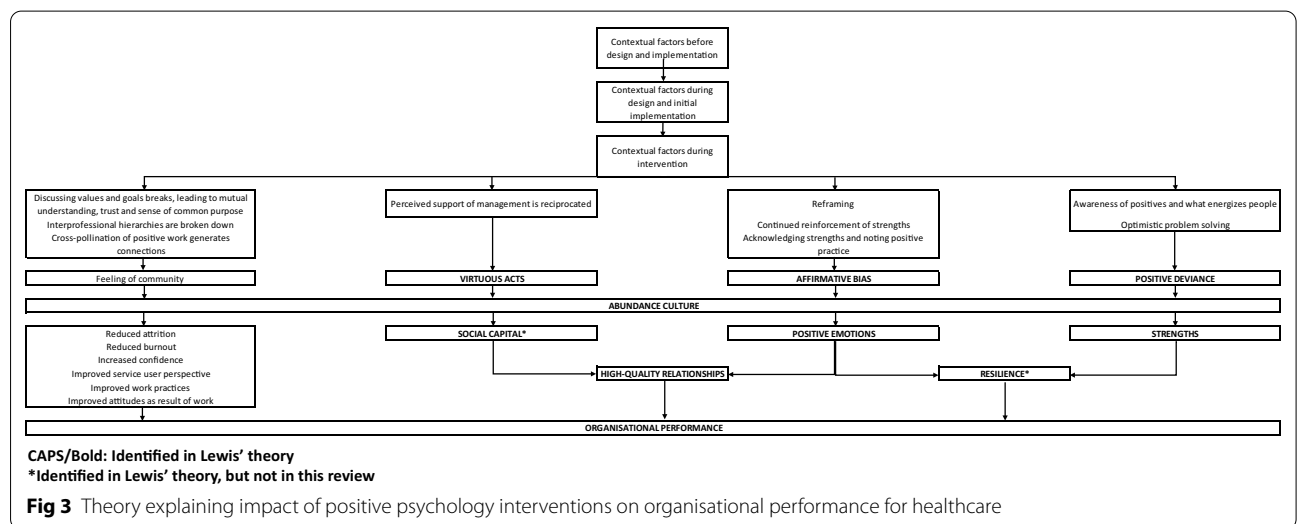 Contextual factors before
design and implementation
Contextual factors during
design and initial
implementation
Contextual factors during
intervention
Discussing values and goals breaks, leading to mutual
understanding, trust and sense of common purpose
Interprofessional hierarchies are broken down
Cross-pollination of positive work generates
connections
Perceived support of management is reciprocated
Reframing
Continued reinforcement of strengths
Acknowledging strengths and noting positive
practice
Awareness of positives and what energizes people
Optimistic problem solving
Feeling of community
VIRTUOUS ACTS
AFFIRMATIVE BIAS
POSITIVE DEVIANCE
ABUNDANCE CULTURE
Reduced attrition
Reduced burnout
Increased confidence
Improved service user perspective
Improved work practices
Improved attitudes as result of work
SOCIAL CAPITAL*
POSITIVE EMOTIONS
STRENGTHS
HIGH-QUALITY RELATIONSHIPS
RESILIENCE*
ORGANISATIONAL PERFORMANCE
CAPS/Bold: Identified in Lewis' theory
*Identified in Lewis' theory, but not in this review
Fig 3 Theory explaining impact of positive psychology interventions on organisational performance for healthcare